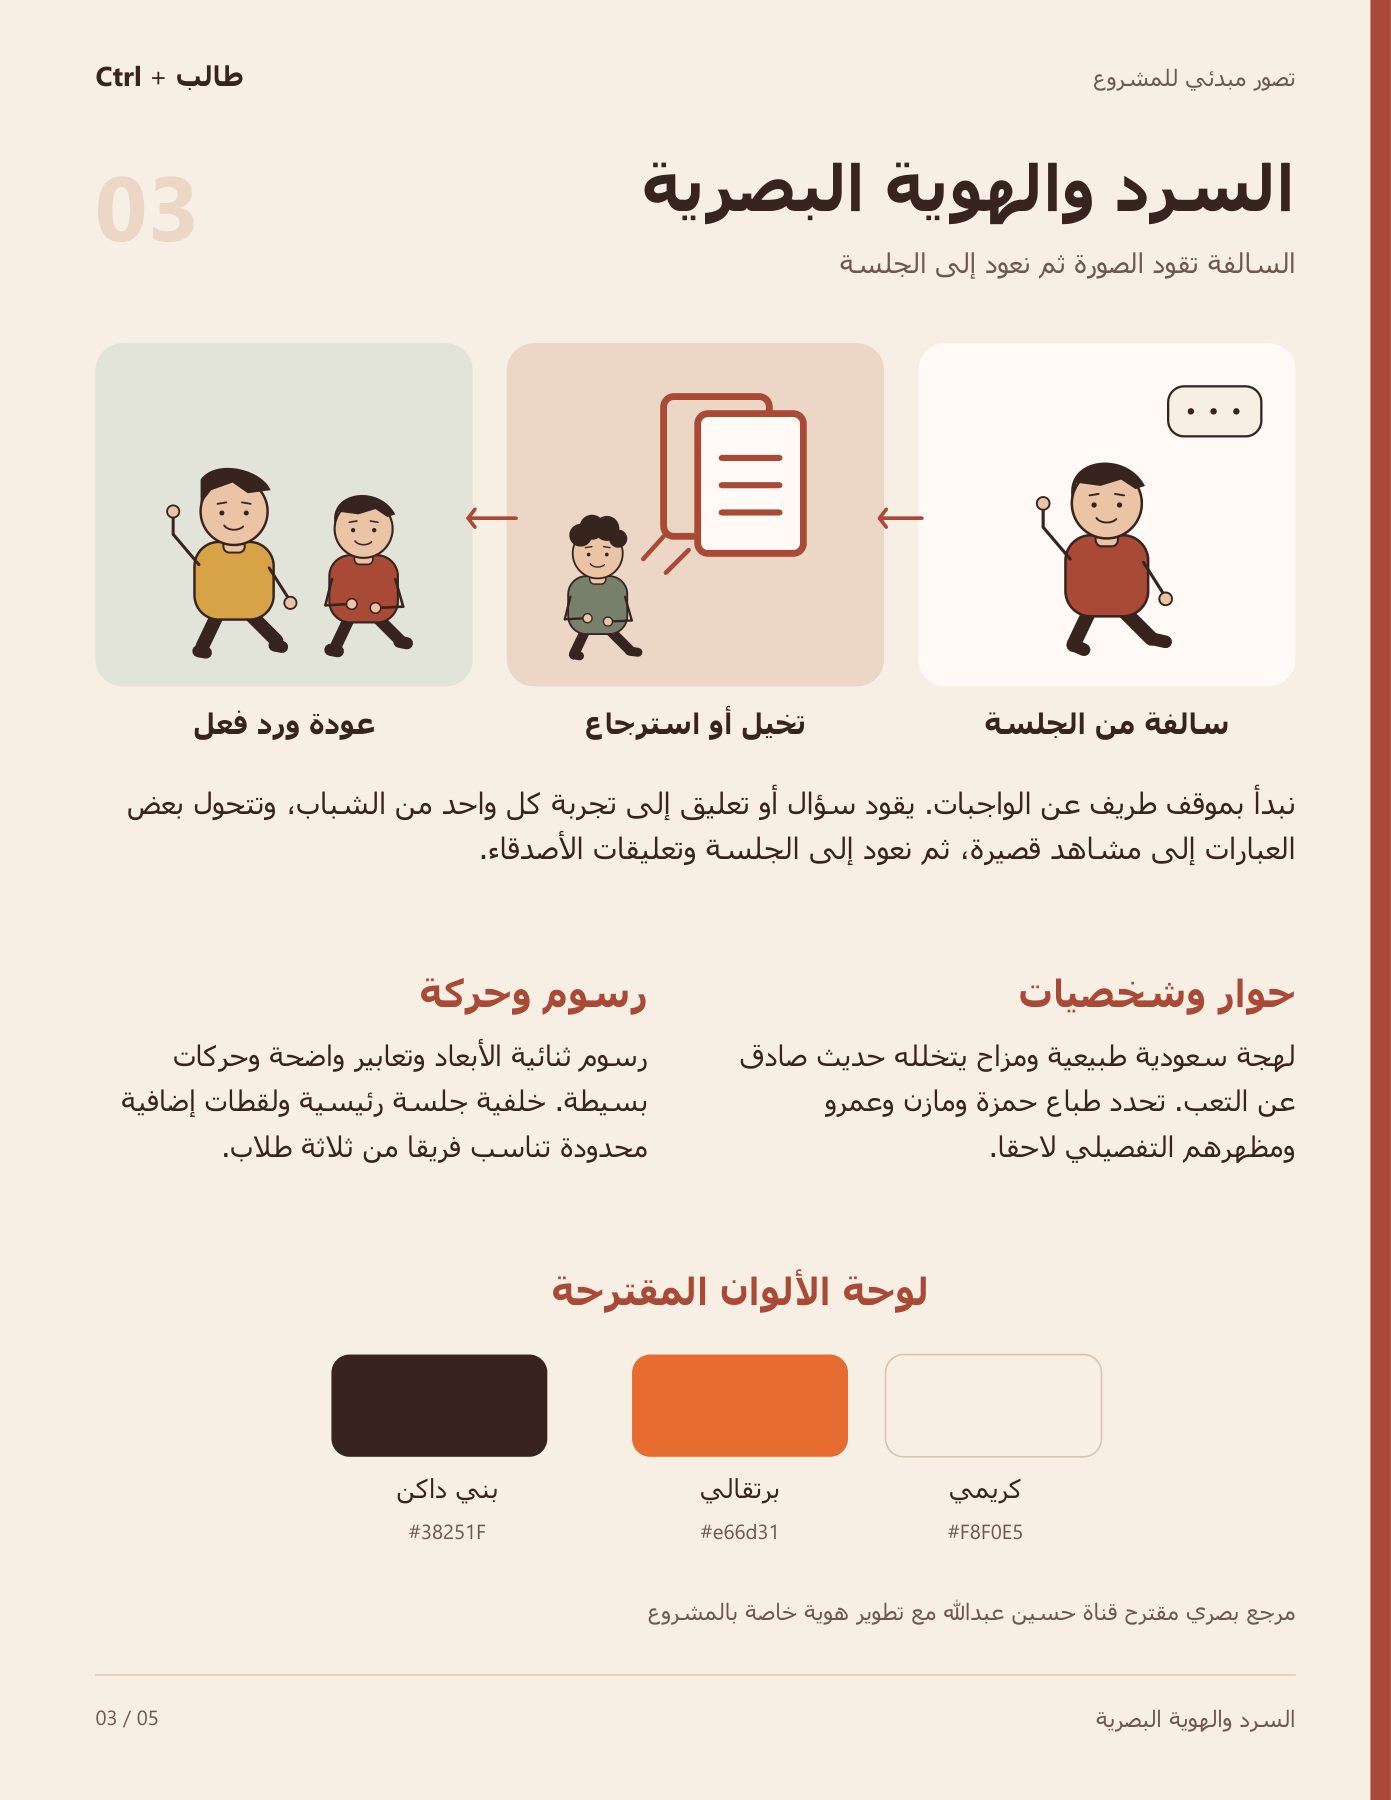 تصور مبدئي للمشروع
Ctrl + طالب
السرد والهوية البصرية
03
السالفة تقود الصورة ثم نعود إلى الجلسة
سالفة من الجلسة
تخيل أو استرجاع
عودة ورد فعل
نبدأ بموقف طريف عن الواجبات. يقود سؤال أو تعليق إلى تجربة كل واحد من الشباب، وتتحول بعض
العبارات إلى مشاهد قصيرة، ثم نعود إلى الجلسة وتعليقات الأصدقاء.
حوار وشخصيات
لهجة سعودية طبيعية ومزاح يتخلله حديث صادق
عن التعب. تحدد طباع حمزة ومازن وعمرو
ومظهرهم التفصيلي لاحقا.
رسوم وحركة
رسوم ثنائية الأبعاد وتعابير واضحة وحركات
بسيطة. خلفية جلسة رئيسية ولقطات إضافية
محدودة تناسب فريقا من ثلاثة طلاب.
لوحة الألوان المقترحة
كريمي
#F8F0E5
برتقالي
#e66d31
بني داكن
#38251F
مرجع بصري مقترح قناة حسين عبدالله مع تطوير هوية خاصة بالمشروع
السرد والهوية البصرية
03 / 05